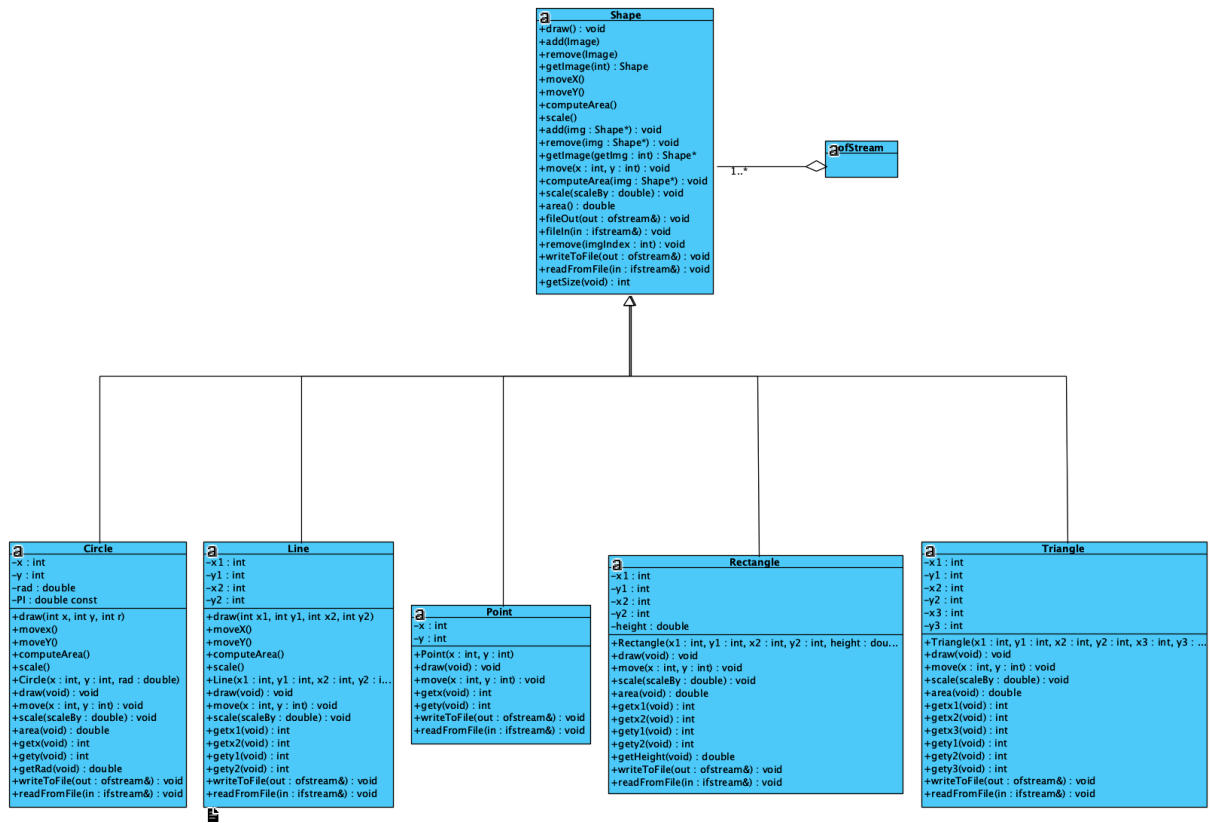 Shape
+draw() : void
+add(Image)
+remove(Image)
+getImage(int) : Shape
+moveX()
+moveY()
+computeArea()
+scale()
+add(img : Shape*) : void
+remove(img : Shape*) : void
+getImage(getImg : int) : Shape*
+move(x : int, y : int) : void
+computeArea(img : Shape*) : void
+scale(scaleBy : double) : void
+area() : double
+fileOut(out : ofstream&) : void
+fileIn(in : ifstream&) : void
+remove(imgIndex : int) : void
+writeToFile(out : ofstream&) : void
+readFromFile(in : ifstream&) : void
+getSize(void) : int
1..*
ofStream
Circle
-x : int
-y : int
-rad : double
-PI : double const
+draw(int x, int y, int r)
+movex()
+moveY()
+computeArea()
+scale()
+Circle(x : int, y : int, rad : double)
+draw(void) : void
+move(x : int, y : int) : void
+scale(scaleBy : double) : void
+area(void) : double
+getx(void) : int
+gety(void) : int
+getRad(void) : double
+writeToFile(out : ofstream&) : void
+readFromFile(in : ifstream&) : void
Line
-x1 : int
-y1 : int
-x2 : int
-y2 : int
+draw(int x1, int y1, int x2, int y2)
+moveX()
+moveY()
+computeArea()
+scale()
+Line(x1 : int, y1 : int, x2 : int, y2 : i...
+draw(void) : void
+move(x : int, y : int) : void
+scale(scaleBy : double) : void
+getx1(void) : int
+getx2(void) : int
+gety1(void) : int
+gety2(void) : int
+writeToFile(out : ofstream&) : void
+readFromFile(in : ifstream&) : void
Point
-x : int
-y : int
+Point(x : int, y : int)
+draw(void) : void
+move(x : int, y : int) : void
+getx(void) : int
+gety(void) : int
+writeToFile(out : ofstream&) : void
+readFromFile(in : ifstream&) : void
Rectangle
-x1 : int
-y1 : int
-x2 : int
-y2 : int
-height : double
+Rectangle(x1 : int, y1 : int, x2 : int, y2 : int, height : dou...
+draw(void) : void
+move(x : int, y : int) : void
+scale(scaleBy : double) : void
+area(void) : double
+getx1(void) : int
+getx2(void) : int
+gety1(void) : int
+gety2(void) : int
+getHeight(void) : double
+writeToFile(out : ofstream&) : void
+readFromFile(in : ifstream&) : void
Triangle
-x1 : int
-y1 : int
-x2 : int
-y2 : int
-x3 : int
-y3 : int
+Triangle(x1 : int, y1 : int, x2 : int, y2 : int, x3 : int, y3 : ...
+draw(void) : void
+move(x : int, y : int) : void
+scale(scaleBy : double) : void
+area(void) : double
+getx1(void) : int
+getx2(void) : int
+getx3(void) : int
+gety1(void) : int
+gety2(void) : int
+gety3(void) : int
+writeToFile(out : ofstream&) : void
+readFromFile(in : ifstream&) : void